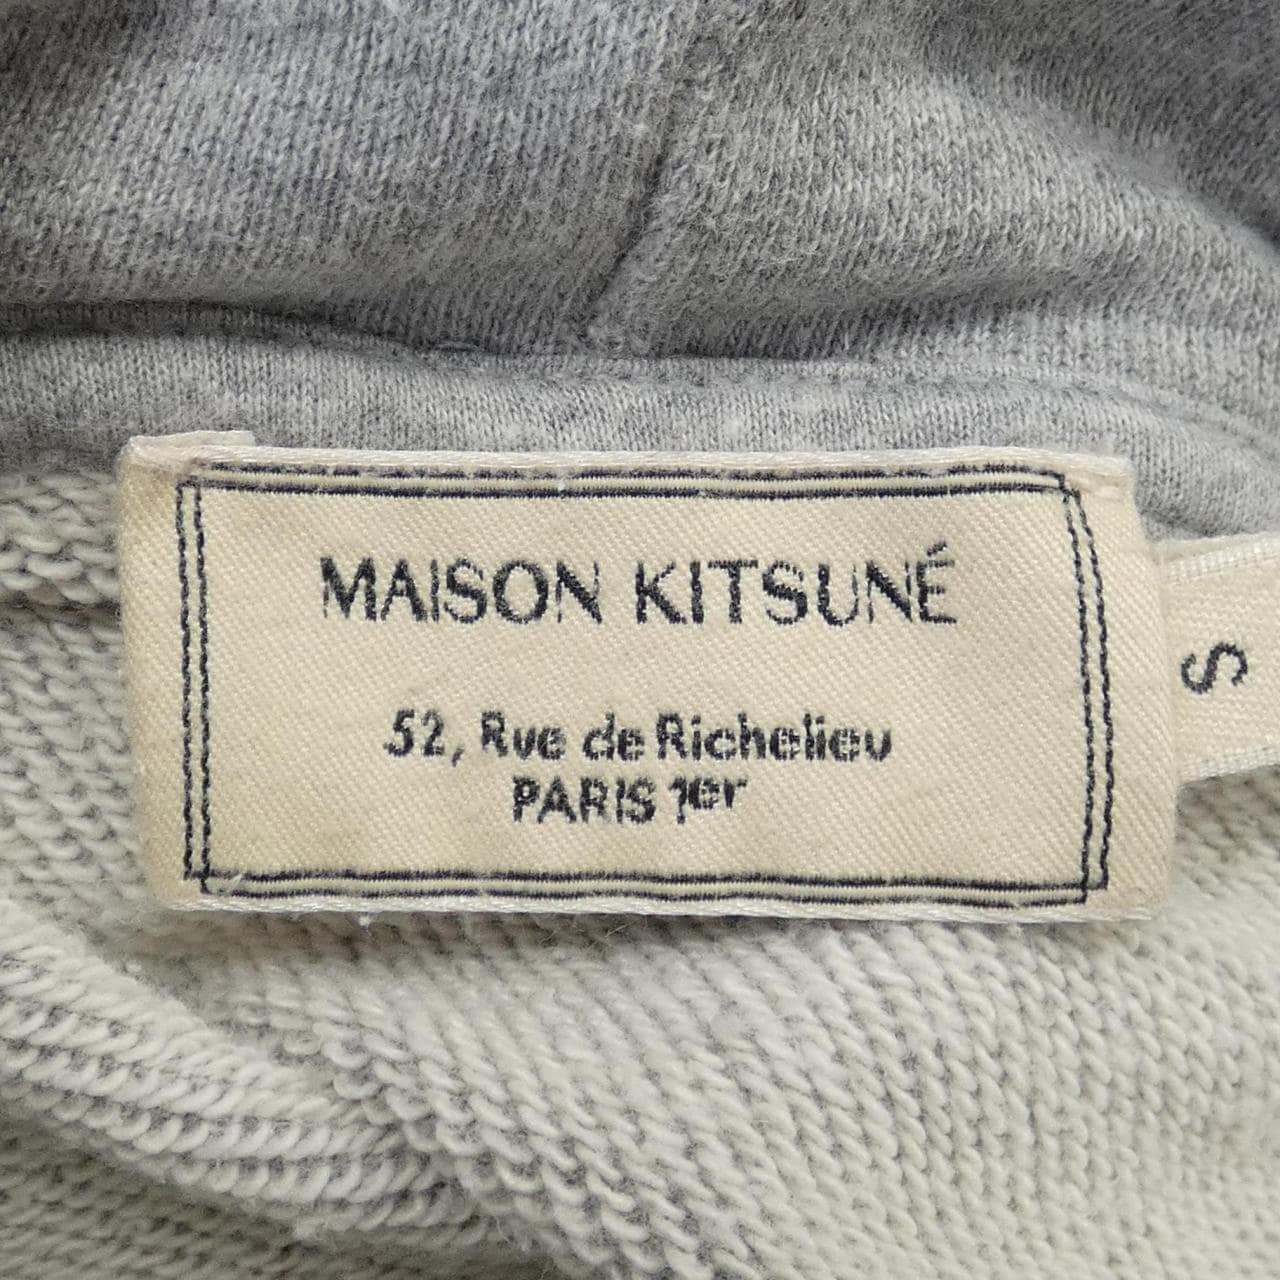 MAISON KITSUNÉ
52, Rue de Richelieu
PARIS 1er
S